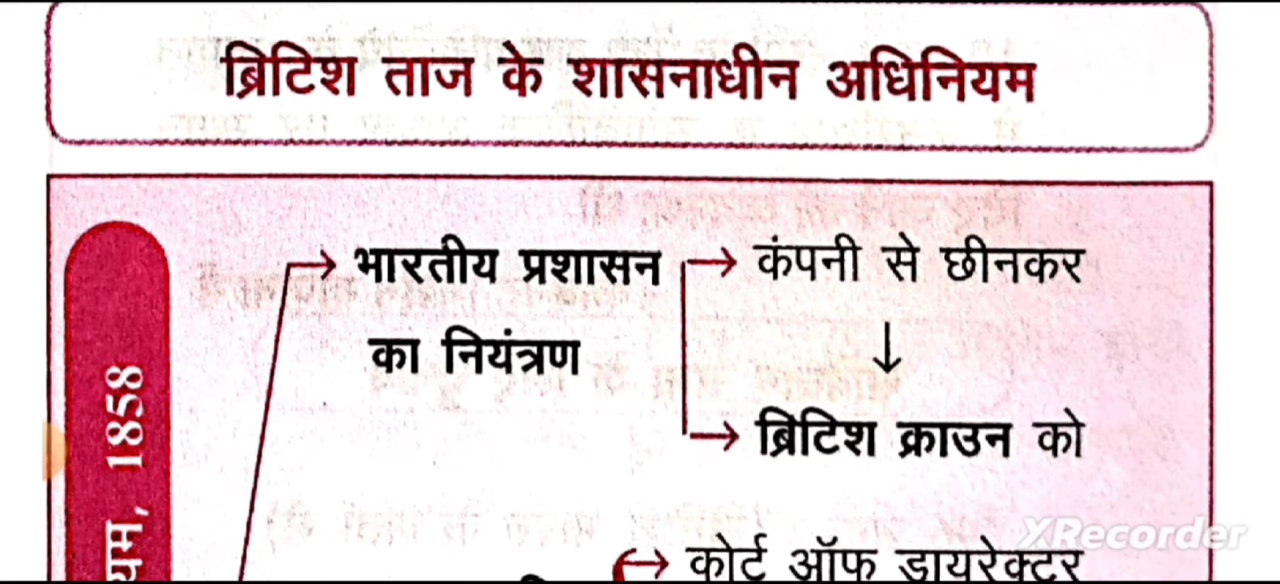 ब्रिटिश ताज के शासनाधीन अधिनियम
→ भारतीय प्रशासन → कंपनी से छीनकर
का नियंत्रण ↓
→ ब्रिटिश क्राउन को
1858
→ कोर्ट ऑफ डायरेक्टर
XRecorder